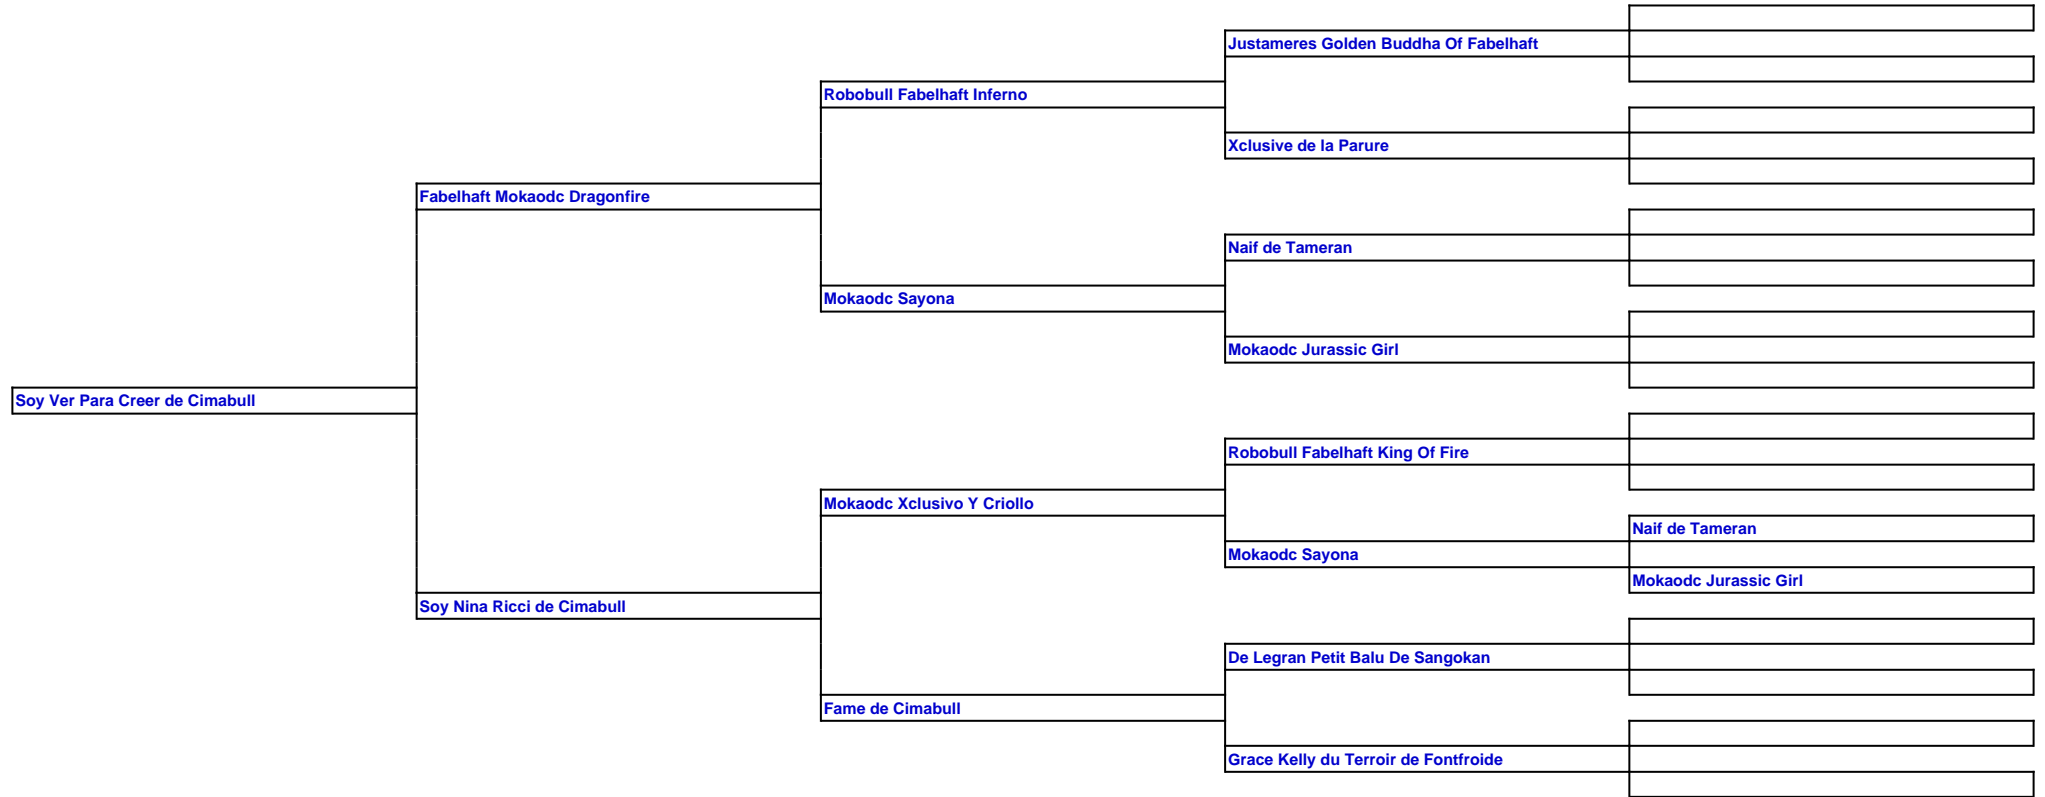 Justameres Golden Buddha Of Fabelhaft
Robobull Fabelhaft Inferno
Xclusive de la Parure
Fabelhaft Mokaodc Dragonfire
Naif de Tameran
Mokaodc Sayona
Mokaodc Jurassic Girl
Soy Ver Para Creer de Cimabull
Robobull Fabelhaft King Of Fire
Mokaodc Xclusivo Y Criollo
Naif de Tameran
Mokaodc Sayona
Mokaodc Jurassic Girl
Soy Nina Ricci de Cimabull
De Legran Petit Balu De Sangokan
Fame de Cimabull
Grace Kelly du Terroir de Fontfroide